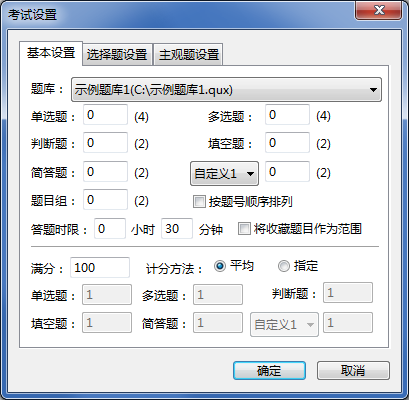 考试设置
基本设置 选择题设置 主观题设置
题库： 示例题库1(C:\示例题库1.qux)
单选题： 0 (4) 多选题： 0 (4)
判断题： 0 (2) 填空题： 0 (2)
简答题： 0 (2) 自定义1 0 (2)
题目组： 0 (2) 按题号顺序排列
答题时限： 0 小时 30 分钟 将收藏题目作为范围
满分： 100 计分方法： 平均 指定
单选题： 1 多选题： 1 判断题： 1
填空题： 1 简答题： 1 自定义1 1
确定 取消